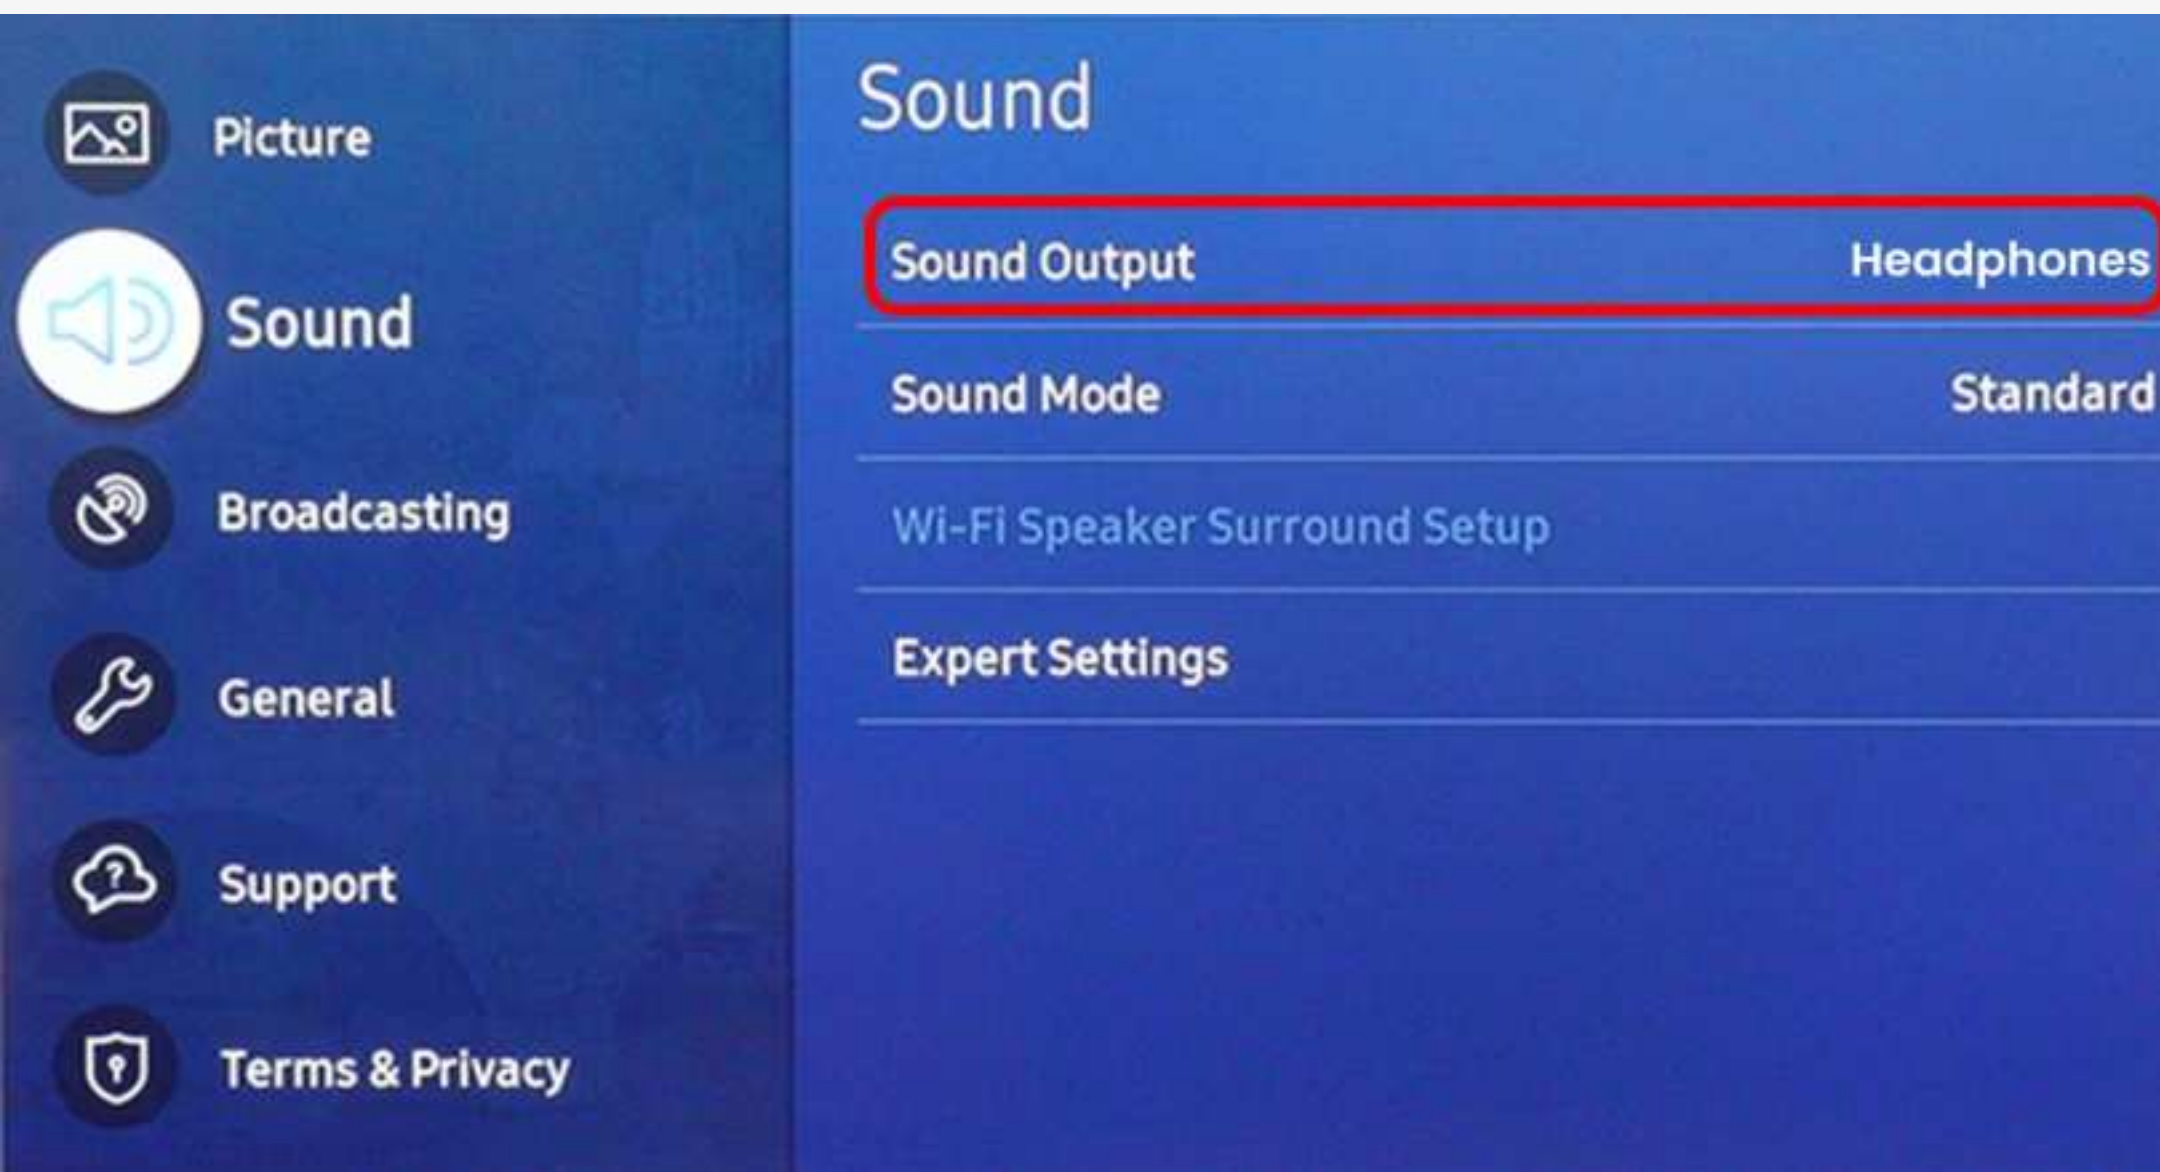 Picture
Sound
Broadcasting
General
Support
Terms & Privacy
Sound
Sound Output Headphones
Sound Mode Standard
Wi-Fi Speaker Surround Setup
Expert Settings